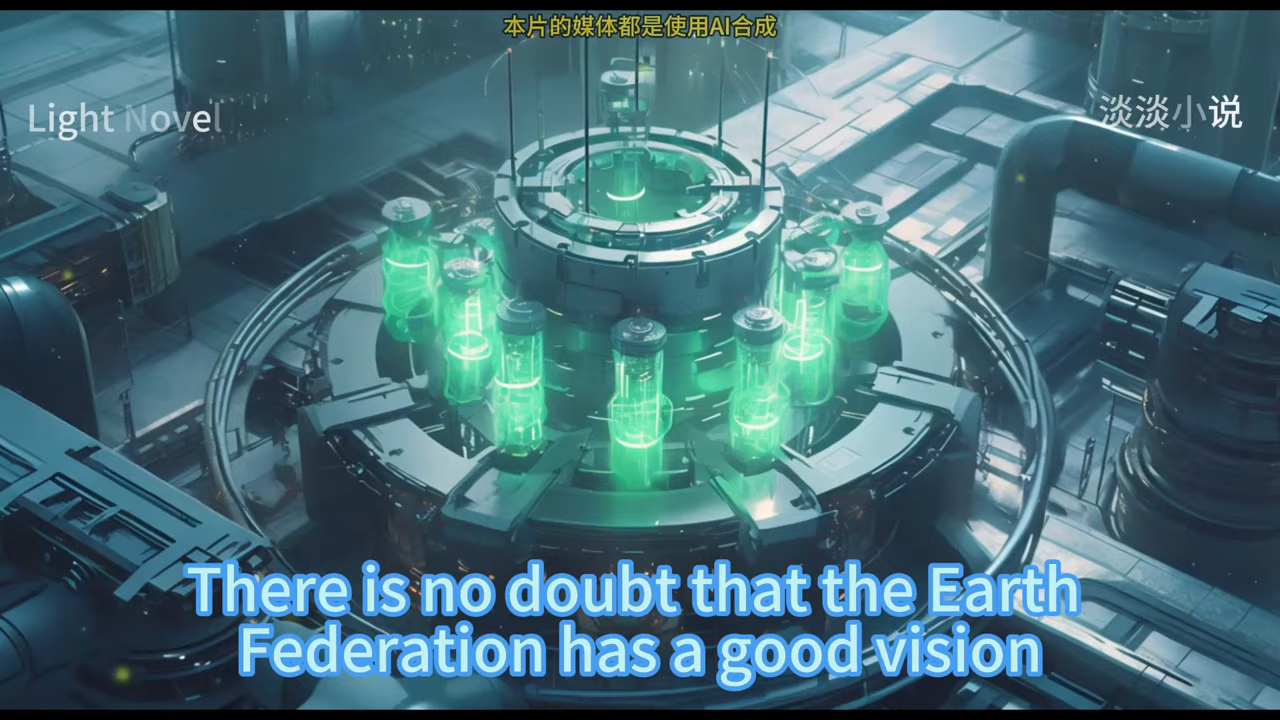 本片的媒体都是使用AI合成
Light Novel
淡淡小说
There is no doubt that the Earth
Federation has a good vision